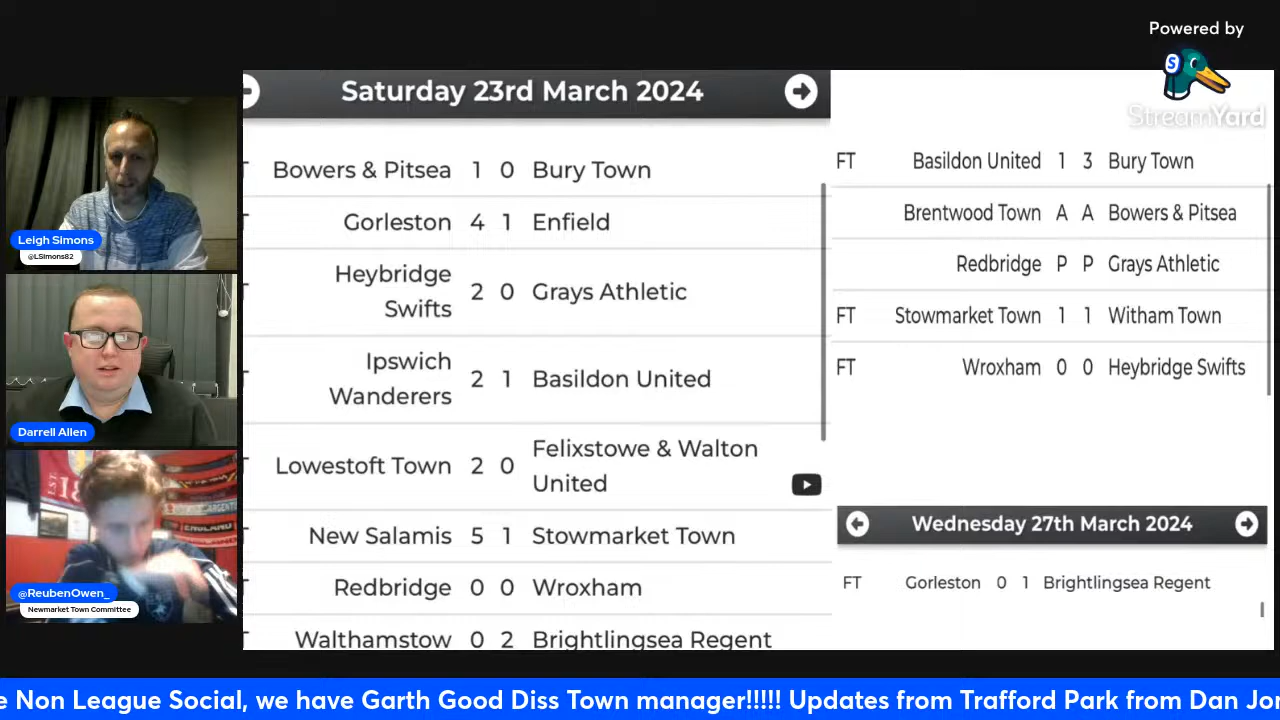 Powered by
StreamYard
Leigh Simons
@LSimons82
Darrell Allen
@ReubenOwen_
Newmarket Town Committee
Saturday 23rd March 2024
Bowers & Pitsea 1 0 Bury Town
Gorleston 4 1 Enfield
Heybridge
Swifts 2 0 Grays Athletic
Ipswich
Wanderers 2 1 Basildon United
Lowestoft Town 2 0 Felixstowe & Walton
United
New Salamis 5 1 Stowmarket Town
Redbridge 0 0 Wroxham
Walthamstow 0 2 Brightlingsea Regent
FT Basildon United 1 3 Bury Town
Brentwood Town A A Bowers & Pitsea
Redbridge P P Grays Athletic
FT Stowmarket Town 1 1 Witham Town
FT Wroxham 0 0 Heybridge Swifts
Wednesday 27th March 2024
FT Gorleston 0 1 Brightlingsea Regent
e Non League Social, we have Garth Good Diss Town manager!!!!! Updates from Trafford Park from Dan Jor